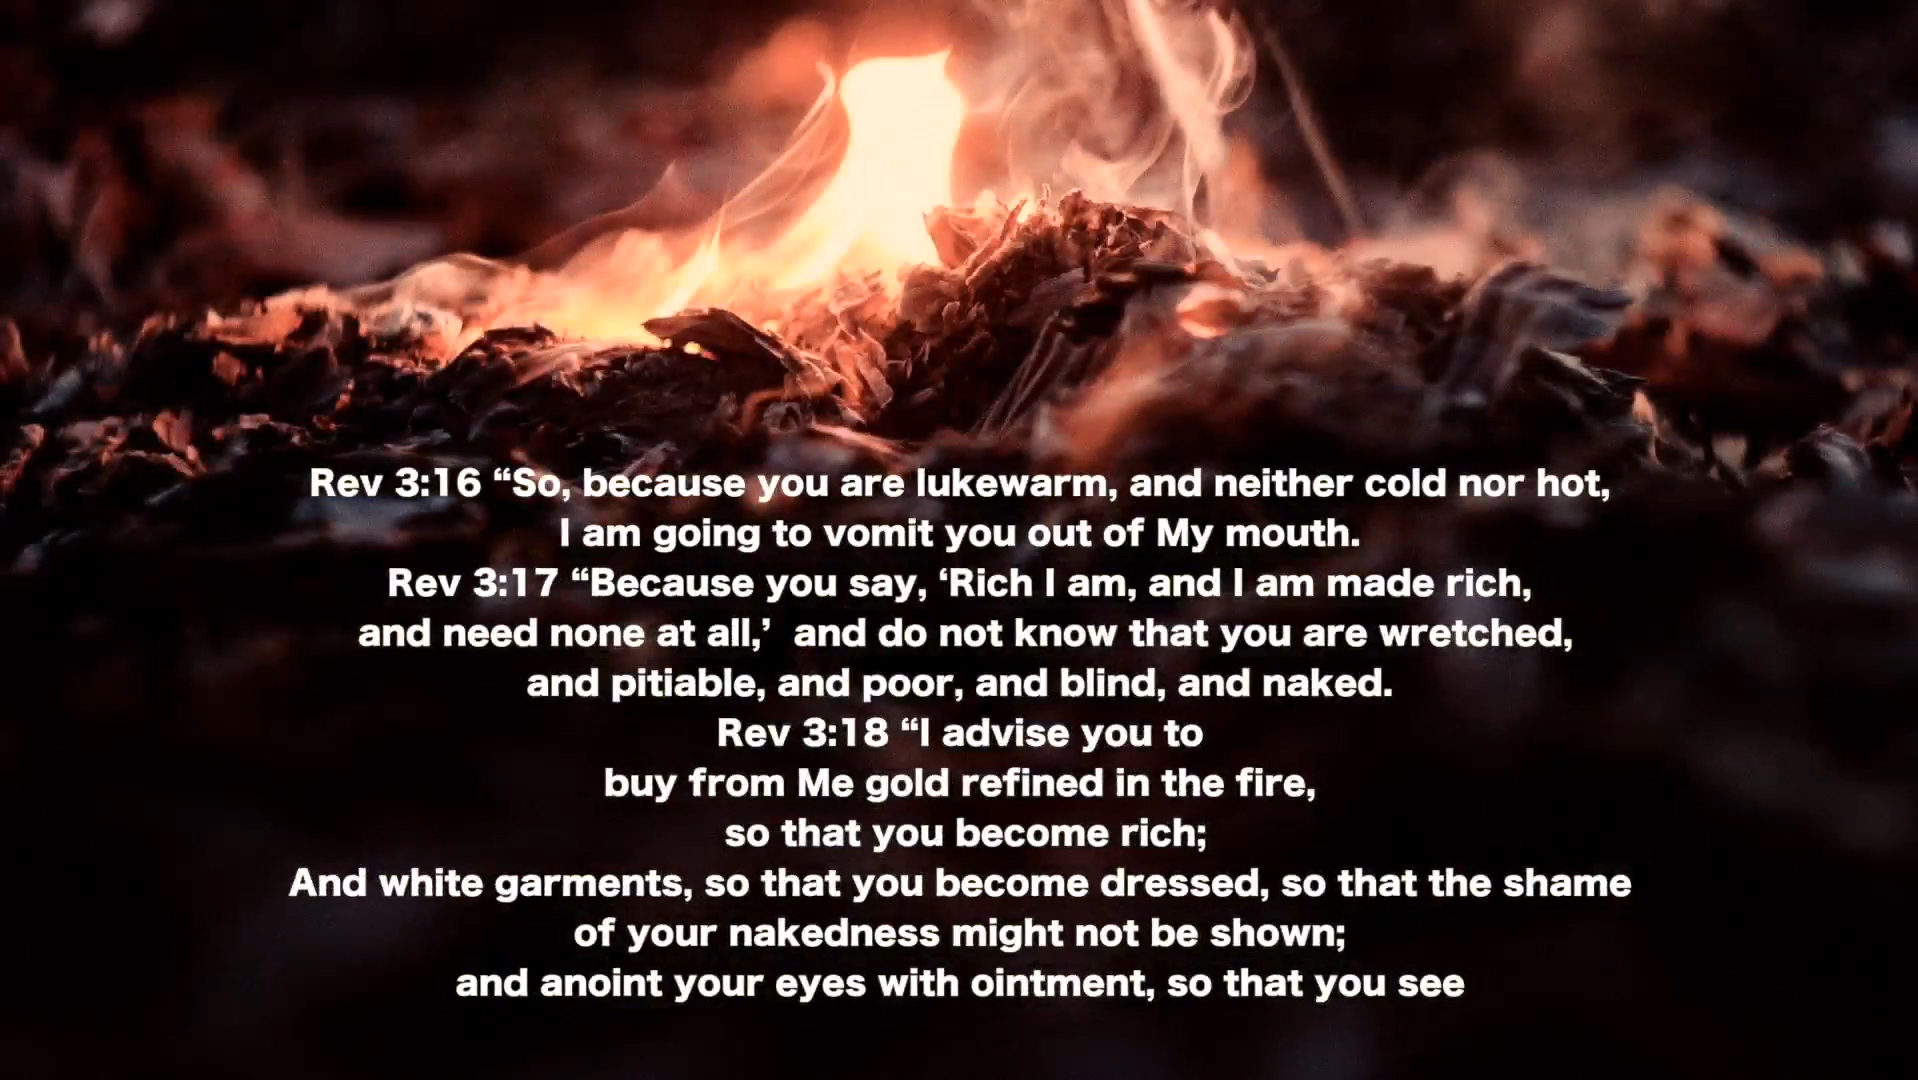 Rev 3:16 “So, because you are lukewarm, and neither cold nor hot,
I am going to vomit you out of My mouth.
Rev 3:17 “Because you say, ‘Rich I am, and I am made rich,
and need none at all,’  and do not know that you are wretched,
and pitiable, and poor, and blind, and naked.
Rev 3:18 “I advise you to
buy from Me gold refined in the fire,
so that you become rich;
And white garments, so that you become dressed, so that the shame
of your nakedness might not be shown;
and anoint your eyes with ointment, so that you see